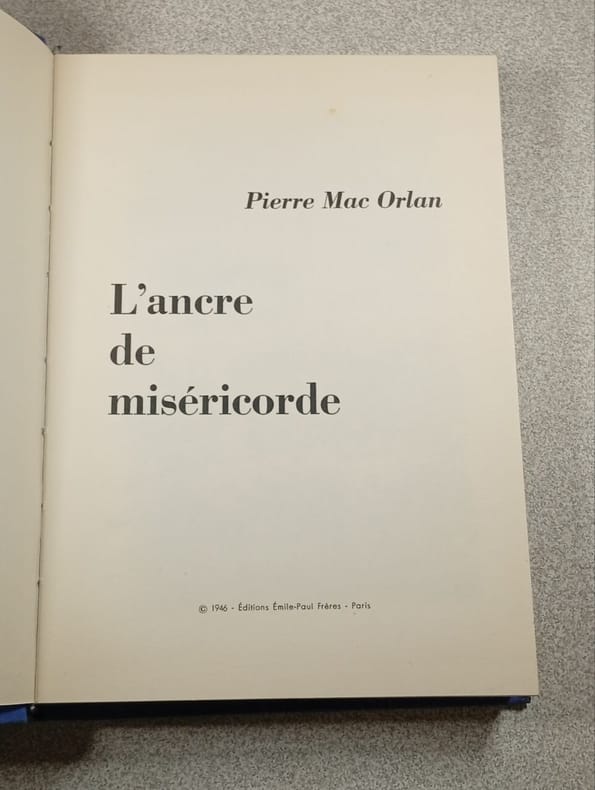 Pierre Mac Orlan
L'ancre
de
miséricorde
© 1946 - Éditions Émile-Paul Frères - Paris